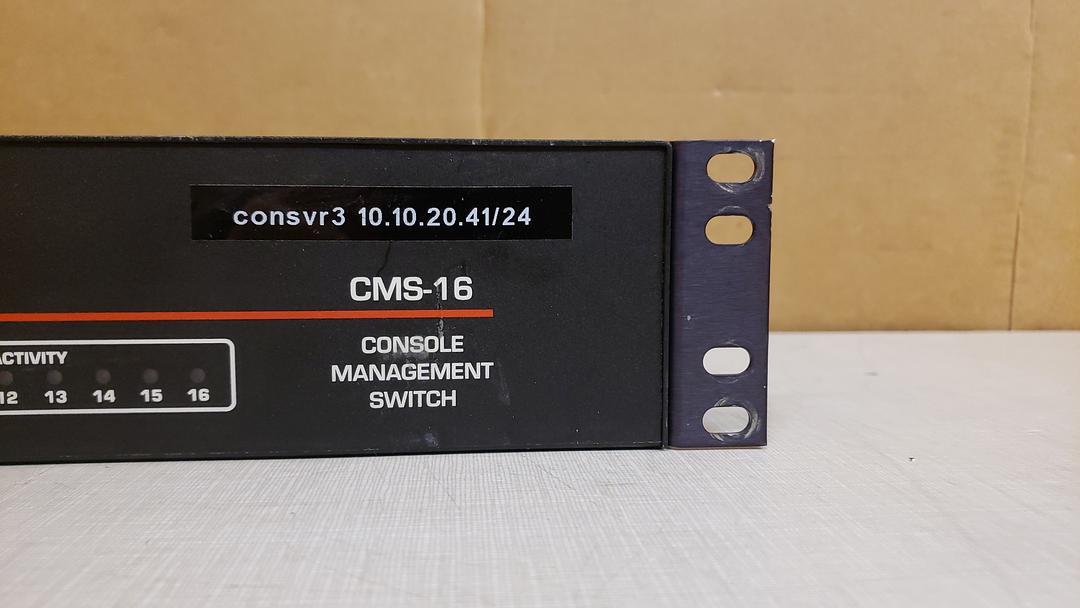 consvr3 10.10.20.41/24
CMS-16
CONSOLE
MANAGEMENT
SWITCH
ACTIVITY
12 13 14 15 16